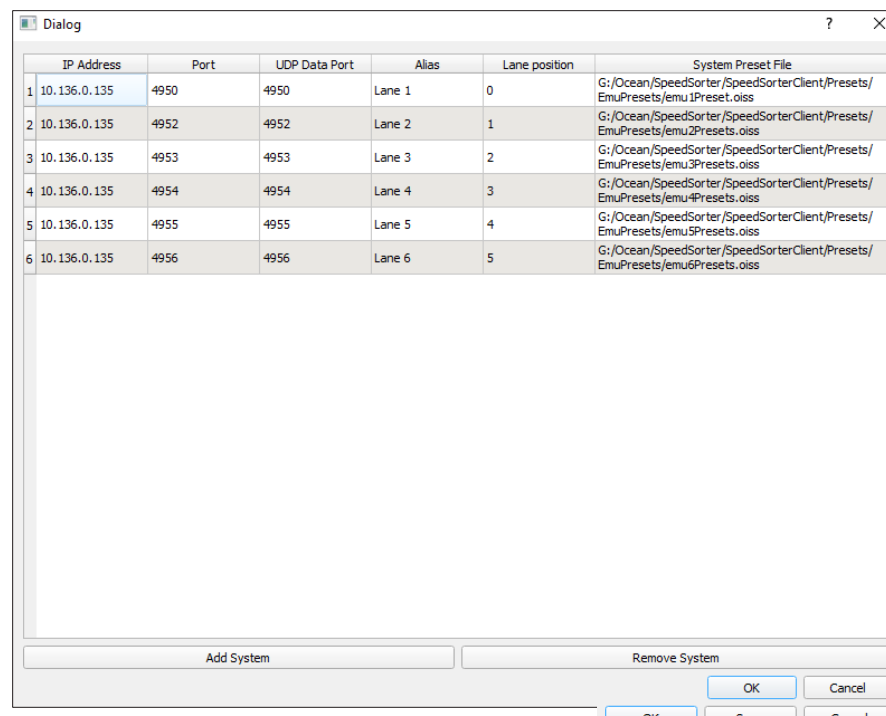 Dialog ?
IP Address Port UDP Data Port Alias Lane position System Preset File
1 10.136.0.135 4950 4950 Lane 1 0 G:/Ocean/SpeedSorter/SpeedSorterClient/Presets/
EmuPresets/emu1Preset.oiss
2 10.136.0.135 4952 4952 Lane 2 1 G:/Ocean/SpeedSorter/SpeedSorterClient/Presets/
EmuPresets/emu2Presets.oiss
3 10.136.0.135 4953 4953 Lane 3 2 G:/Ocean/SpeedSorter/SpeedSorterClient/Presets/
EmuPresets/emu3Presets.oiss
4 10.136.0.135 4954 4954 Lane 4 3 G:/Ocean/SpeedSorter/SpeedSorterClient/Presets/
EmuPresets/emu4Presets.oiss
5 10.136.0.135 4955 4955 Lane 5 4 G:/Ocean/SpeedSorter/SpeedSorterClient/Presets/
EmuPresets/emu5Presets.oiss
6 10.136.0.135 4956 4956 Lane 6 5 G:/Ocean/SpeedSorter/SpeedSorterClient/Presets/
EmuPresets/emu6Presets.oiss
Add System Remove System
OK Cancel